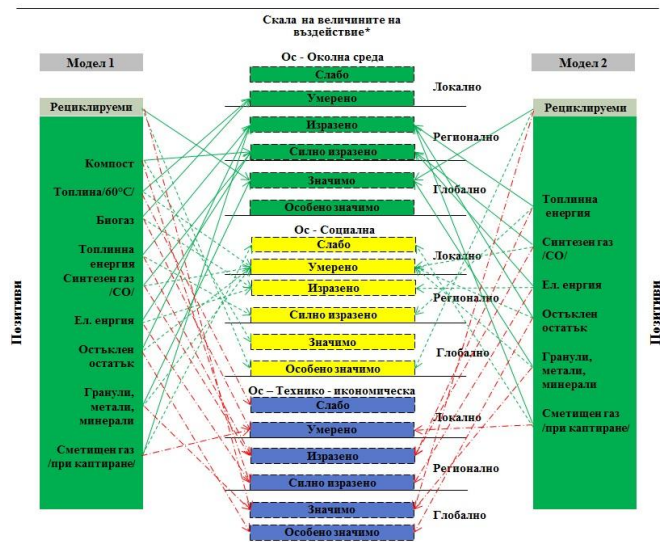 Скала на величините на
въздействие*
Модел 1
Ос - Околна среда
Модел 2
Слабо
Локално
Рециклируеми
Умерено
Рециклируеми
Изразено
Регионално
Компост
Силно изразено
Топлина/60°C/
Значимо
Глобално
Биогаз
Особено значимо
Топлинна
енергия
Ос - Социална
Слабо
Локално
Топлинна
енергия
Умерено
Синтезен газ
/CO/
Синтезен газ
/CO/
Изразено
Регионално
Ел. енргия
Ел. енргия
Силно изразено
Остъклен
остатък
Остъклен
остатък
Значимо
Глобално
Особено значимо
Гранули,
метали,
минерали
Ос – Технико - икономическа
Слабо
Локално
Гранули,
метали,
минерали
Умерено
Сметищен газ
/при каптиране/
Сметищен газ
/при каптиране/
Изразено
Регионално
Силно изразено
Значимо
Глобално
Особено значимо
Позитиви
Позитиви